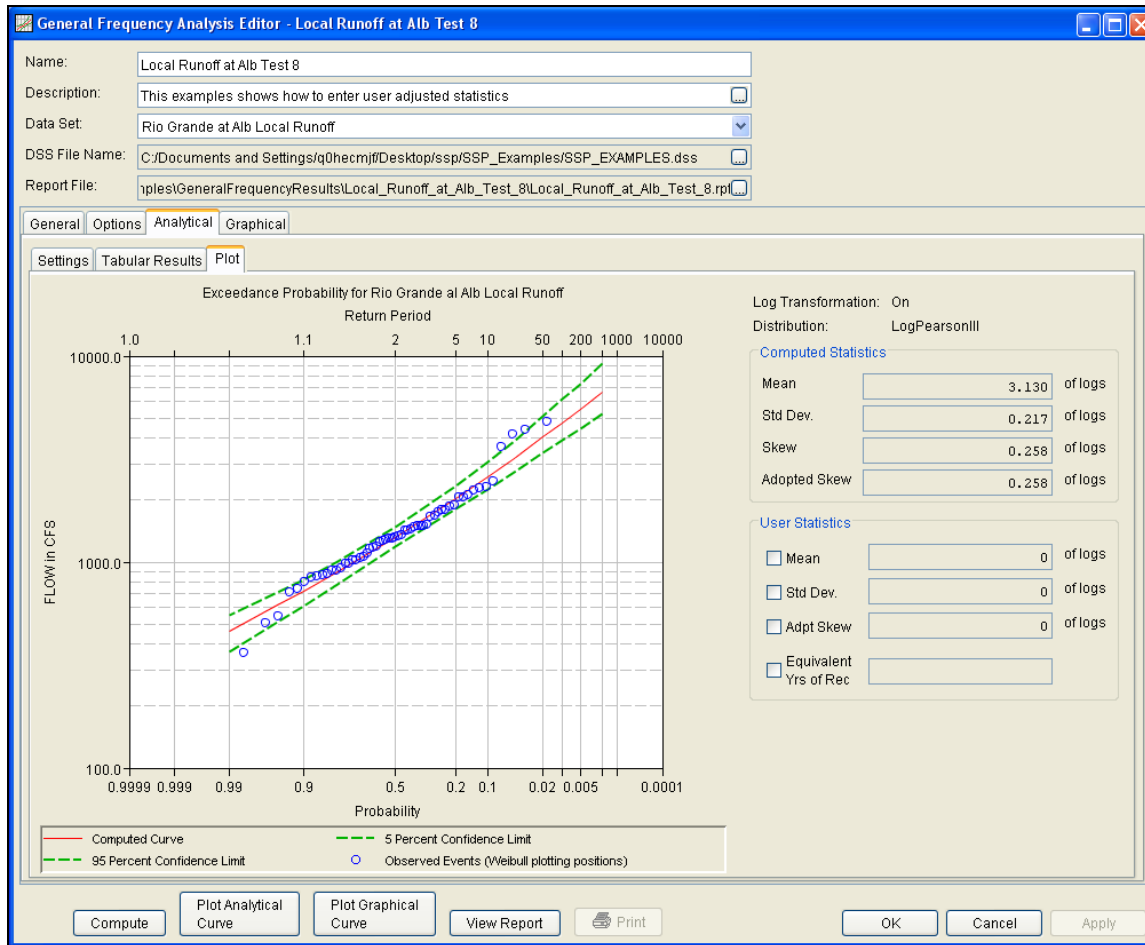 General Frequency Analysis Editor - Local Runoff at Alb Test 8
Name: Local Runoff at Alb Test 8
Description: This examples shows how to enter user adjusted statistics ...
Data Set: Rio Grande at Alb Local Runoff
DSS File Name: C:/Documents and Settings/q0hecmjf/Desktop/ssp/SSP_Examples/SSP_EXAMPLES.dss ...
Report File: nples\GeneralFrequencyResults\Local_Runoff_at_Alb_Test_8\Local_Runoff_at_Alb_Test_8.rpt ...
General Options Analytical Graphical
Settings Tabular Results Plot
Exceedance Probability for Rio Grande al Alb Local Runoff
Return Period
1.0 1.1 2 5 10 50 200 1000 10000
10000.0
1000.0
100.0
FLOW in CFS
0.9999 0.999 0.99 0.9 0.5 0.2 0.1 0.02 0.005 0.0001
Probability
Computed Curve 5 Percent Confidence Limit
95 Percent Confidence Limit Observed Events (Weibull plotting positions)
Log Transformation: On
Distribution: LogPearsonIII
Computed Statistics
Mean 3.130 of logs
Std Dev. 0.217 of logs
Skew 0.258 of logs
Adopted Skew 0.258 of logs
User Statistics
Mean 0 of logs
Std Dev. 0 of logs
Adpt Skew 0 of logs
Equivalent
Yrs of Rec
Compute Plot Analytical Curve Plot Graphical Curve View Report Print OK Cancel Apply